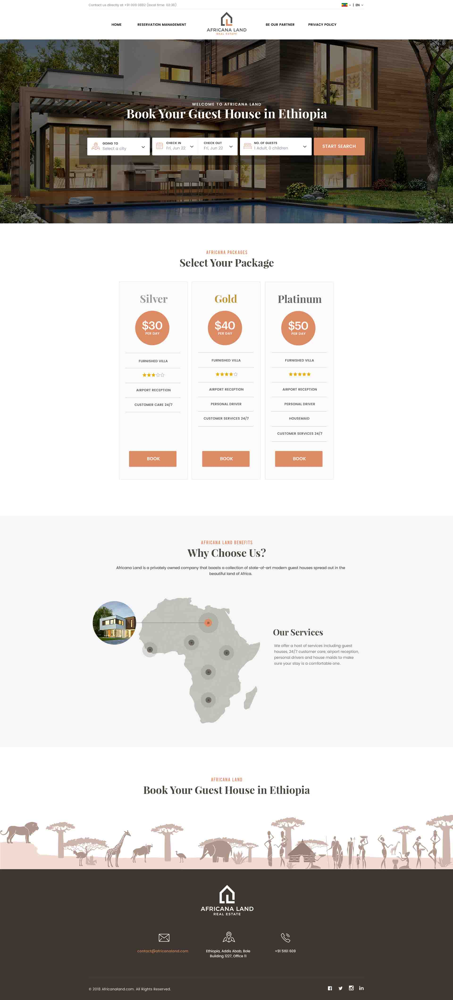 Contact us directly at +91 009 0882 (local time: 02:36)
| EN
HOME
RESERVATION MANAGEMENT
AFRICANA LAND
REAL ESTATE
BE OUR PARTNER
PRIVACY POLICY
WELCOME TO AFRICANA LAND
Book Your Guest House in Ethiopia
GOING TO
Select a city
CHECK IN
Fri, Jun 22
CHECK OUT
Fri, Jun 22
NO. OF GUESTS
1 Adult, 0 children
START SEARCH
AFRICANA PACKAGES
Select Your Package
Silver
$30
PER DAY
FURNISHED VILLA
AIRPORT RECEPTION
CUSTOMER CARE 24/7
BOOK
Gold
$40
PER DAY
FURNISHED VILLA
AIRPORT RECEPTION
PERSONAL DRIVER
CUSTOMER SERVICES 24/7
BOOK
Platinum
$50
PER DAY
FURNISHED VILLA
AIRPORT RECEPTION
PERSONAL DRIVER
HOUSEMAID
CUSTOMER SERVICES 24/7
BOOK
AFRICANA LAND BENEFITS
Why Choose Us?
Africana Land is a privately owned company that boasts a collection of state-of-art modern guest houses spread out in the
beautiful land of Africa.
Our Services
We offer a host of services including guest
houses, 24/7 customer care, airport reception,
personal drivers and house maids to make
sure your stay is a comfortable one.
AFRICANA LAND
Book Your Guest House in Ethiopia
AFRICANA LAND
REAL ESTATE
contact@africanaland.com
Ethiopia, Addis Abab, Bole
Building 1227, Office 11
+91 5161 609
© 2018 Africanaland.com. All Rights Reserved.